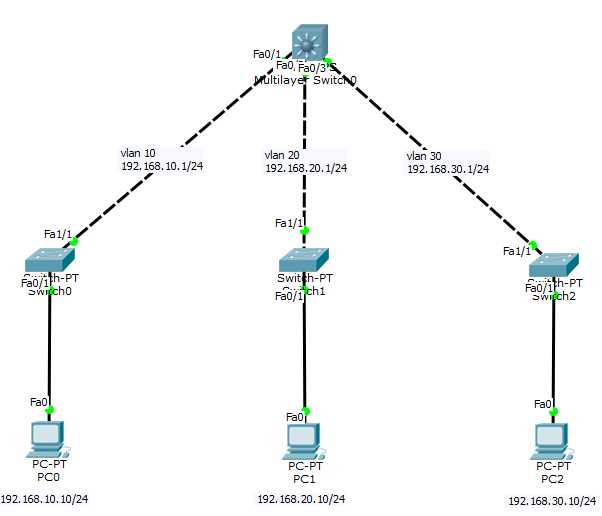 Fa0/1
Fa0/
Fa0/3
Multilayer Switch0
vlan 10
192.168.10.1/24
vlan 20
192.168.20.1/24
vlan 30
192.168.30.1/24
Fa1/1
Fa1/1
Fa1/1
Switch-PT
Switch0
Fa0/1
Switch-PT
Switch1
Fa0/1
Switch-PT
Switch2
Fa0/1
Fa0
Fa0
Fa0
PC-PT
PC0
PC-PT
PC1
PC-PT
PC2
192.168.10.10/24
192.168.20.10/24
192.168.30.10/24